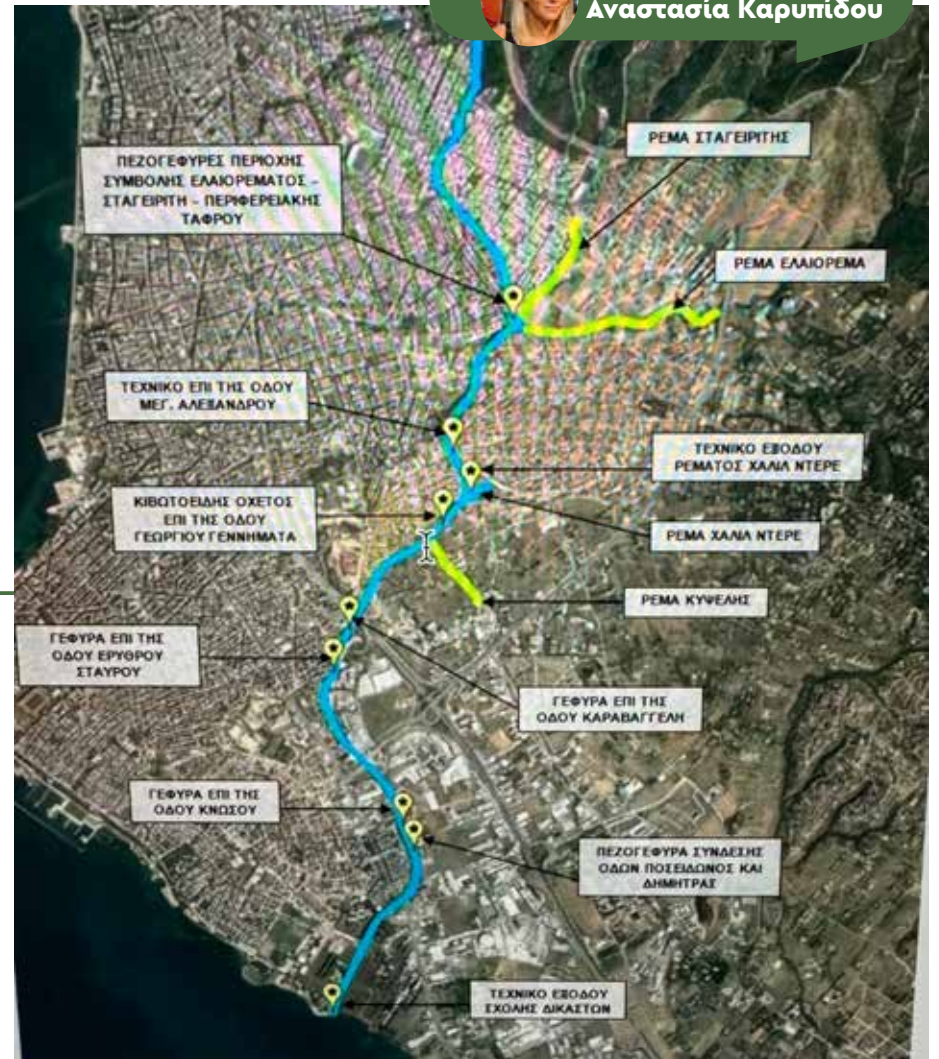 Αναστασία Καρυπίδου
ΡΕΜΑ ΣΤΑΓΕΙΡΙΤΗΣ
ΠΕΖΟΓΕΦΥΡΕΣ ΠΕΡΙΟΧΗΣ
ΣΥΜΒΟΛΗΣ ΕΛΑΙΟΡΕΜΑΤΟΣ –
ΣΤΑΓΕΙΡΙΤΗ – ΠΕΡΙΦΕΡΕΙΑΚΗΣ
ΤΑΦΡΟΥ
ΡΕΜΑ ΕΛΑΙΟΡΕΜΑ
ΤΕΧΝΙΚΟ ΕΠΙ ΤΗΣ ΟΔΟΥ
ΜΕΓ. ΑΛΕΞΑΝΔΡΟΥ
ΤΕΧΝΙΚΟ ΕΞΟΔΟΥ
ΡΕΜΑΤΟΣ ΧΑΛΙΛ ΝΤΕΡΕ
ΚΙΒΩΤΟΕΙΔΗΣ ΟΧΕΤΟΣ
ΕΠΙ ΤΗΣ ΟΔΟΥ
ΓΕΩΡΓΙΟΥ ΓΕΝΝΗΜΑΤΑ
ΡΕΜΑ ΧΑΛΙΛ ΝΤΕΡΕ
ΡΕΜΑ ΚΥΨΕΛΗΣ
ΓΕΦΥΡΑ ΕΠΙ ΤΗΣ
ΟΔΟΥ ΕΡΥΘΡΟΥ
ΣΤΑΥΡΟΥ
ΓΕΦΥΡΑ ΕΠΙ ΤΗΣ
ΟΔΟΥ ΚΑΡΑΒΑΓΓΕΛΗ
ΓΕΦΥΡΑ ΕΠΙ ΤΗΣ
ΟΔΟΥ ΚΝΩΣΟΥ
ΠΕΖΟΓΕΦΥΡΑ ΣΥΝΔΕΣΗΣ
ΟΔΩΝ ΠΟΣΕΙΔΩΝΟΣ ΚΑΙ
ΔΗΜΗΤΡΑΣ
ΤΕΧΝΙΚΟ ΕΞΟΔΟΥ
ΣΧΟΛΗΣ ΔΙΚΑΣΤΩΝ